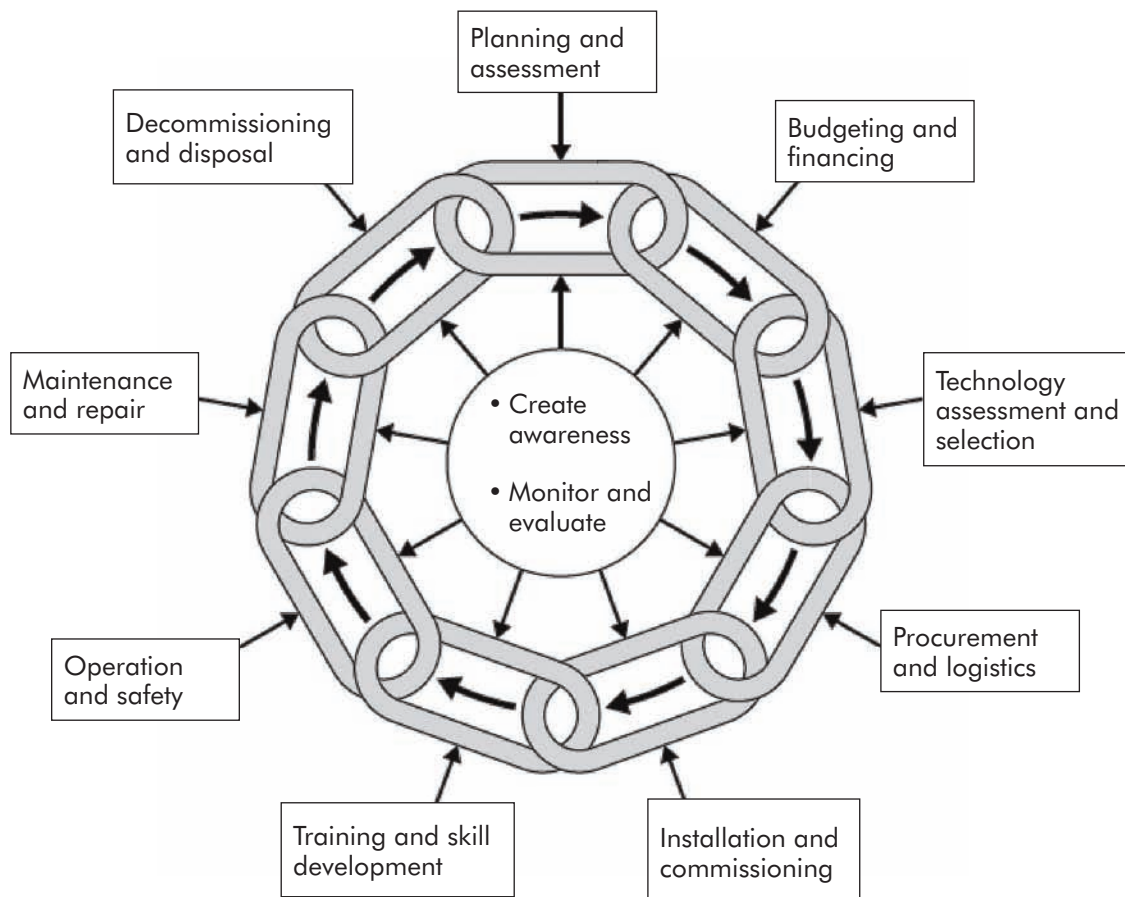 Planning and
assessment
Budgeting and
financing
Technology
assessment and
selection
Procurement
and logistics
Installation and
commissioning
Training and skill
development
Operation
and safety
Maintenance
and repair
Decommissioning
and disposal
• Create
awareness
• Monitor and
evaluate